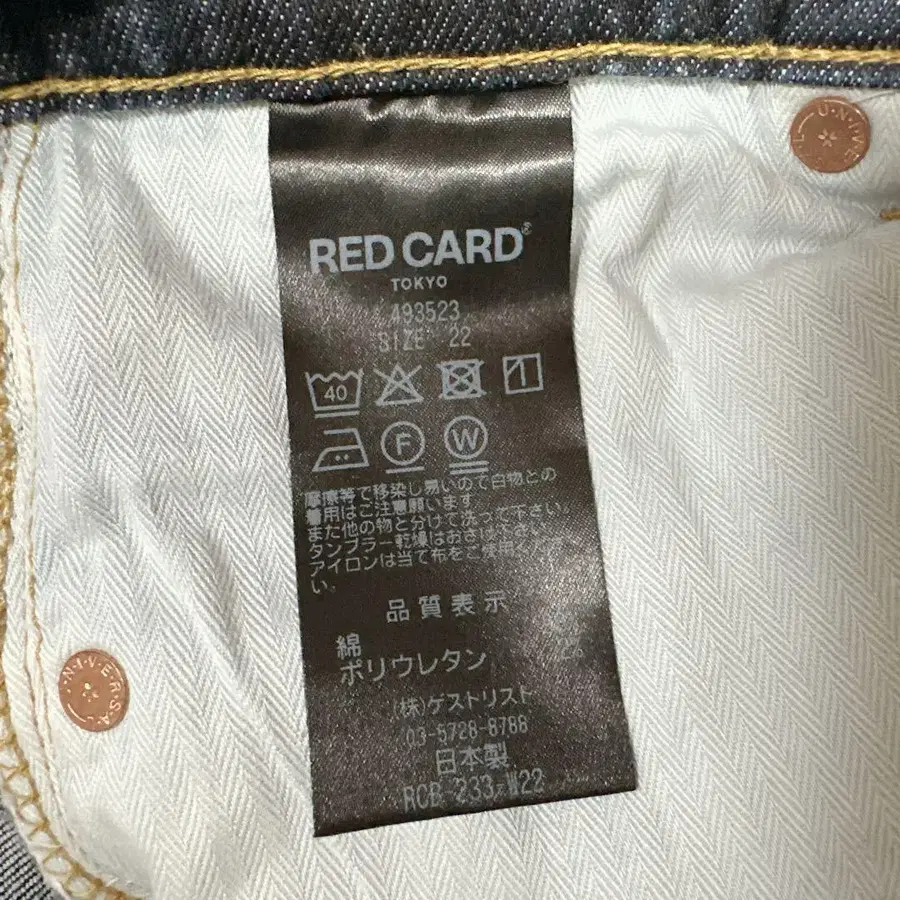 RED CARD®
TOKYO
493523
SIZE 22
40
F
W
摩擦等で移染し易いので白物との
着用はご注意願います。
また他の物と分けて洗って下さい。
タンブラー乾燥はおさけ下さい。
アイロンは当て布をご使用
い。
品質表示
綿
ポリウレタン
(株)ゲストリスト
03-5728-8788
日本製
RCB 233 W22
U·N·I·V·E
N·I·V·E·R·S·A